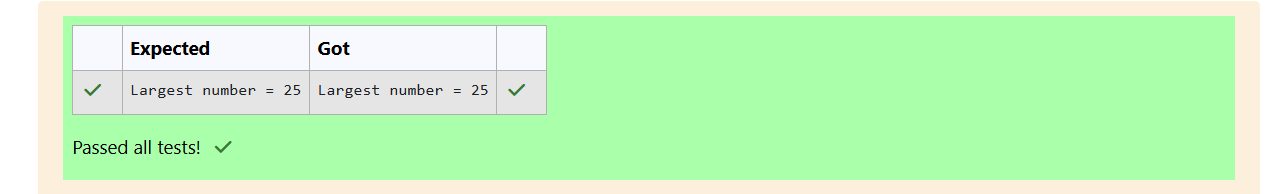 Expected Got
Largest number = 25 Largest number = 25
Passed all tests!